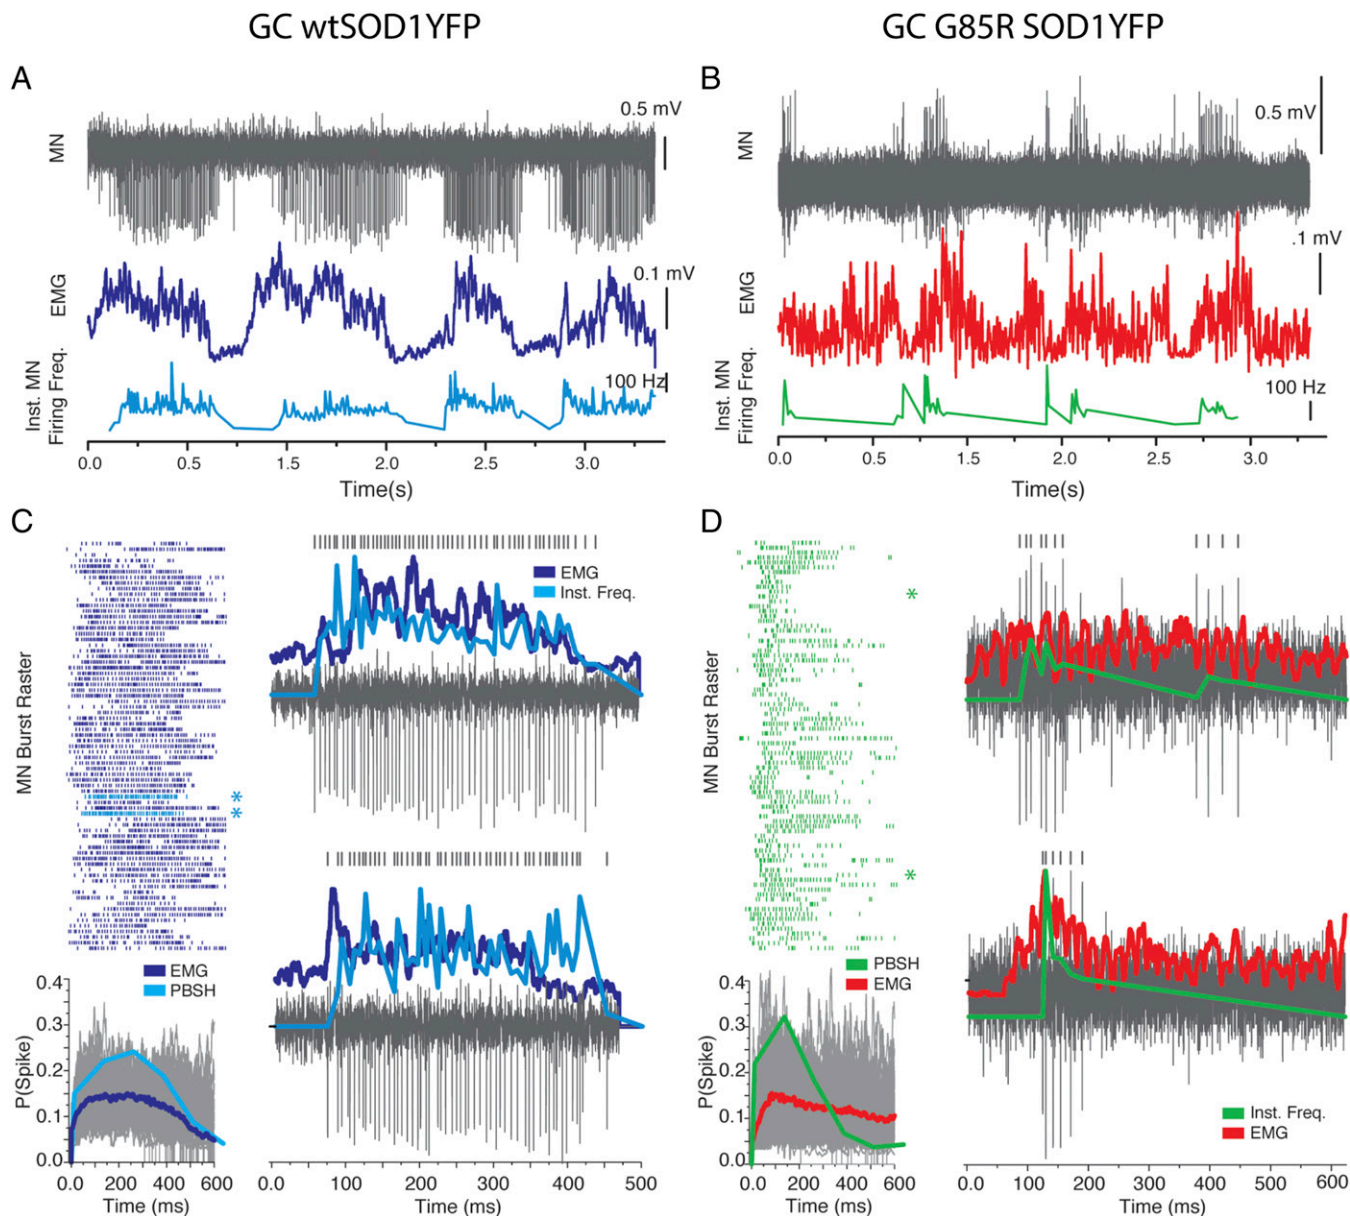 GC wtSOD1YFP
GC G85R SOD1YFP
A
MN
0.5 mV
EMG
0.1 mV
Inst. MN
Firing Freq.
100 Hz
0.0 0.5 1.5 2.0 2.5 3.0
Time(s)
B
MN
0.5 mV
EMG
.1 mV
Inst. MN
Firing Freq.
100 Hz
0.0 0.5 1.5 2.0 2.5 3.0
Time(s)
C
MN Burst Raster
*
*
EMG
Inst. Freq.
EMG
PBSH
P(Spike)
0.4
0.3
0.2
0.1
0.0
0.0 200 400 600
Time (ms)
0.0 100 200 300 400 500
Time (ms)
D
MN Burst Raster
*
*
PBSH
EMG
P(Spike)
0.4
0.3
0.2
0.1
0.0
0.0 200 400 600
Time (ms)
Inst. Freq.
EMG
0.0 100 200 300 400 500 600
Time (ms)